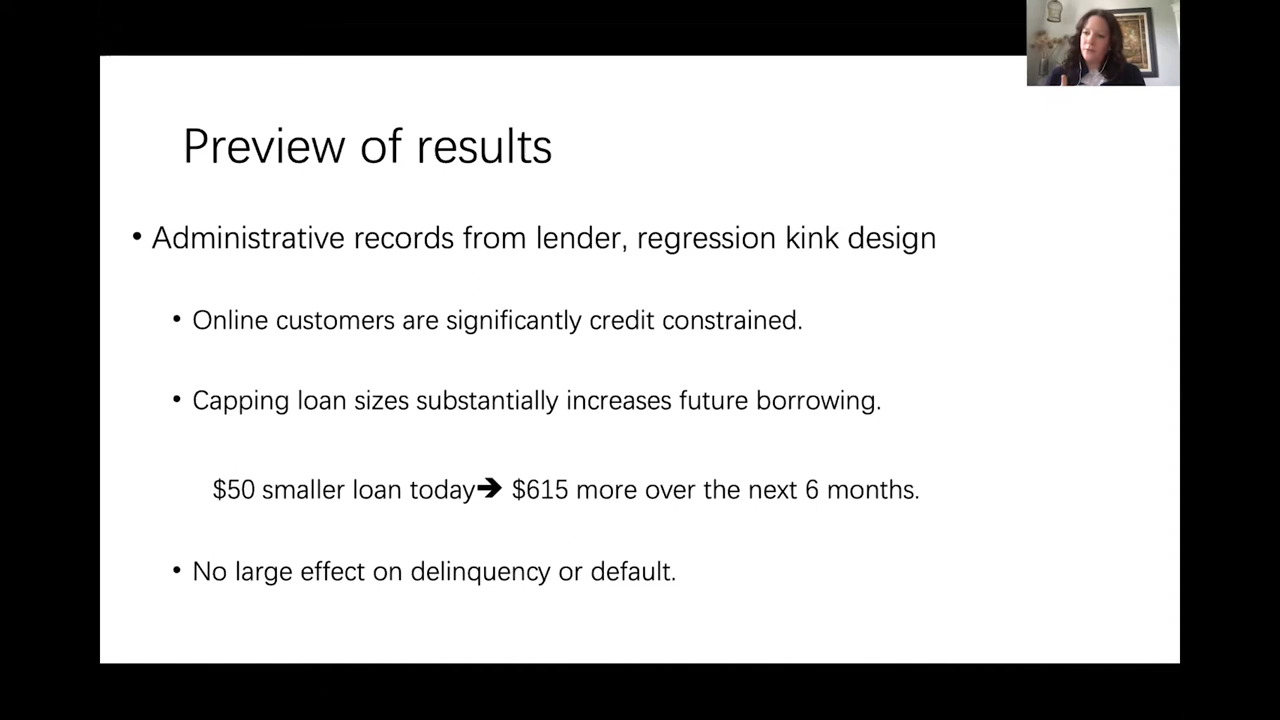 Preview of results
• Administrative records from lender, regression kink design
• Online customers are significantly credit constrained.
• Capping loan sizes substantially increases future borrowing.
$50 smaller loan today➔ $615 more over the next 6 months.
• No large effect on delinquency or default.